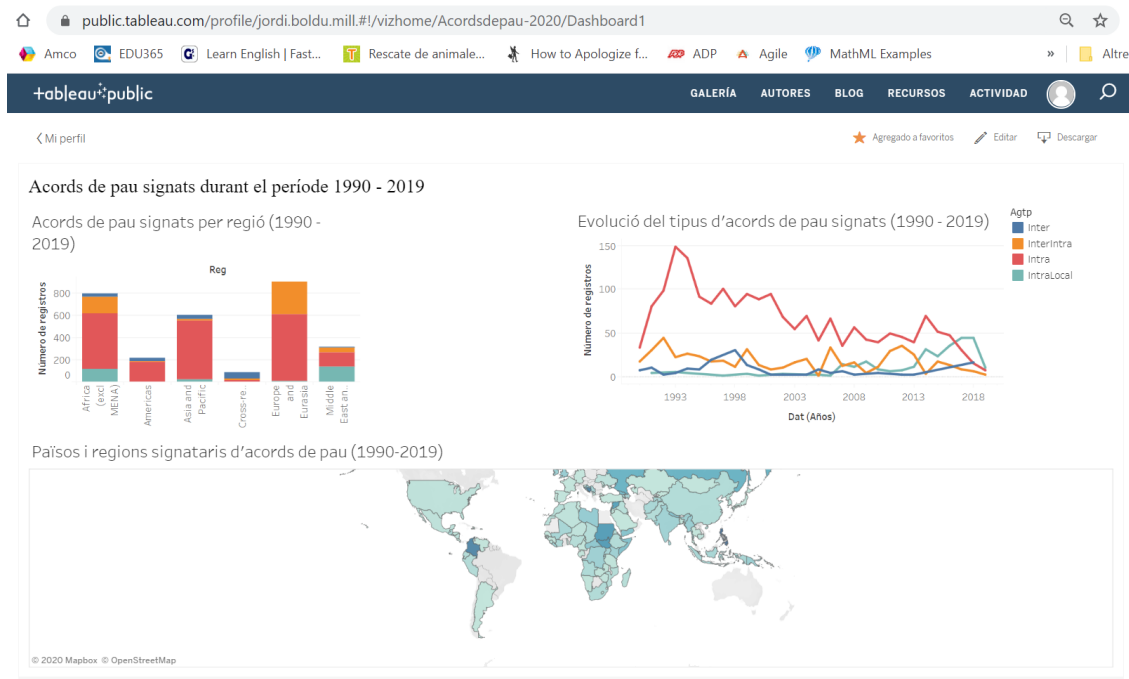 public.tableau.com/profile/jordi.boldu.mill.#!/vizhome/Acordsdepau-2020/Dashboard1
Amco EDU365 Learn English | Fast... Rescate de animale... How to Apologize f... ADP Agile MathML Examples » Altre
+ableau public GALERÍA AUTORES BLOG RECURSOS ACTIVIDAD
Mi perfil Agregado a favoritos Editar Descargar
Acords de pau signats durant el període 1990 - 2019
Acords de pau signats per regió (1990 -
2019)
Reg
Número de registros
800
600
400
200
0
Africa
(excl
MENA)
Americas
Asia and
Pacific
Cross-re..
Europe
and
Eurasia
Middle
East an..
Evolució del tipus d'acords de pau signats (1990 - 2019)
Número de registros
150
100
50
0
1993 1998 2003 2008 2013 2018
Dat (Años)
Agtp
Inter
InterIntra
Intra
IntraLocal
Països i regions signataris d'acords de pau (1990-2019)
© 2020 Mapbox © OpenStreetMap